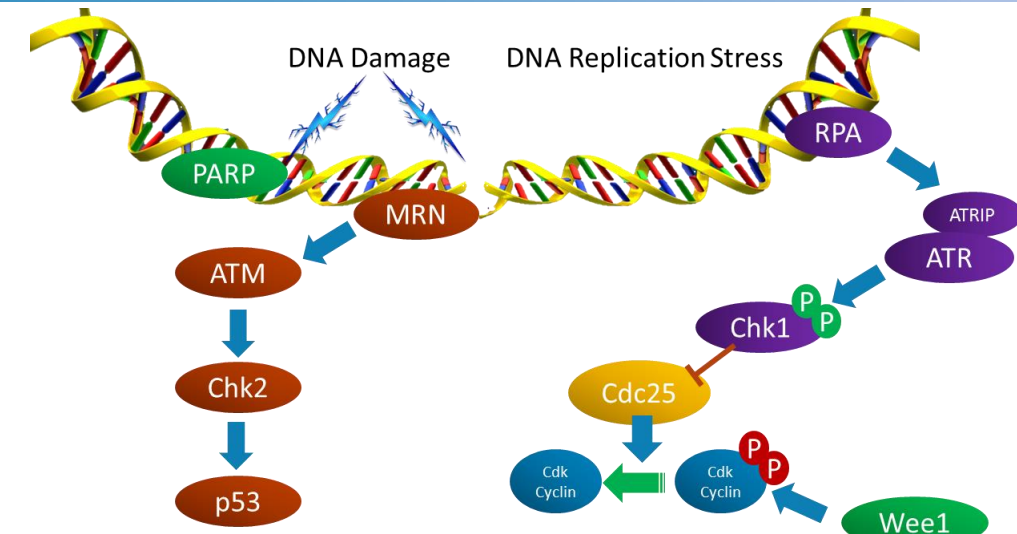 DNA Damage
DNA Replication Stress
RPA
PARP
MRN
ATRIP
ATR
ATM
P
P
Chk1
Chk2
Cdc25
P
P
Cdk
Cyclin
Cdk
Cyclin
p53
Wee1